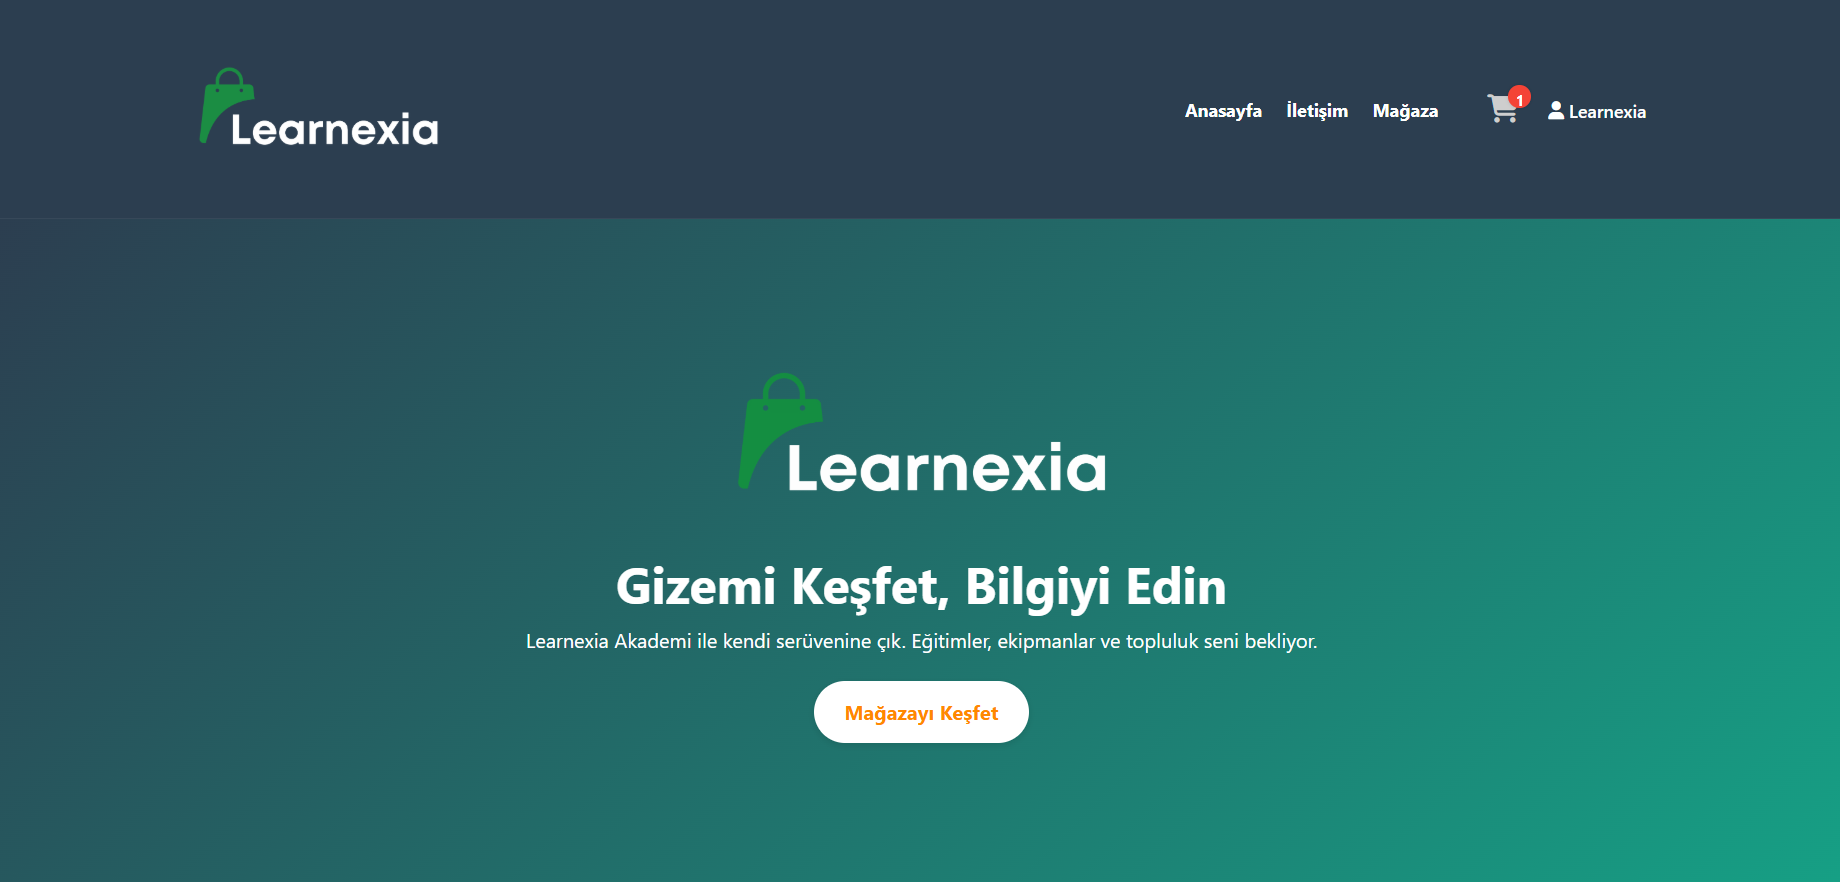 Learnexia
Anasayfa İletişim Mağaza 1 Learnexia
Learnexia
Gizemi Keşfet, Bilgiyi Edin
Learnexia Akademi ile kendi serüvenine çık. Eğitimler, ekipmanlar ve topluluk seni bekliyor.
Mağazayı Keşfet